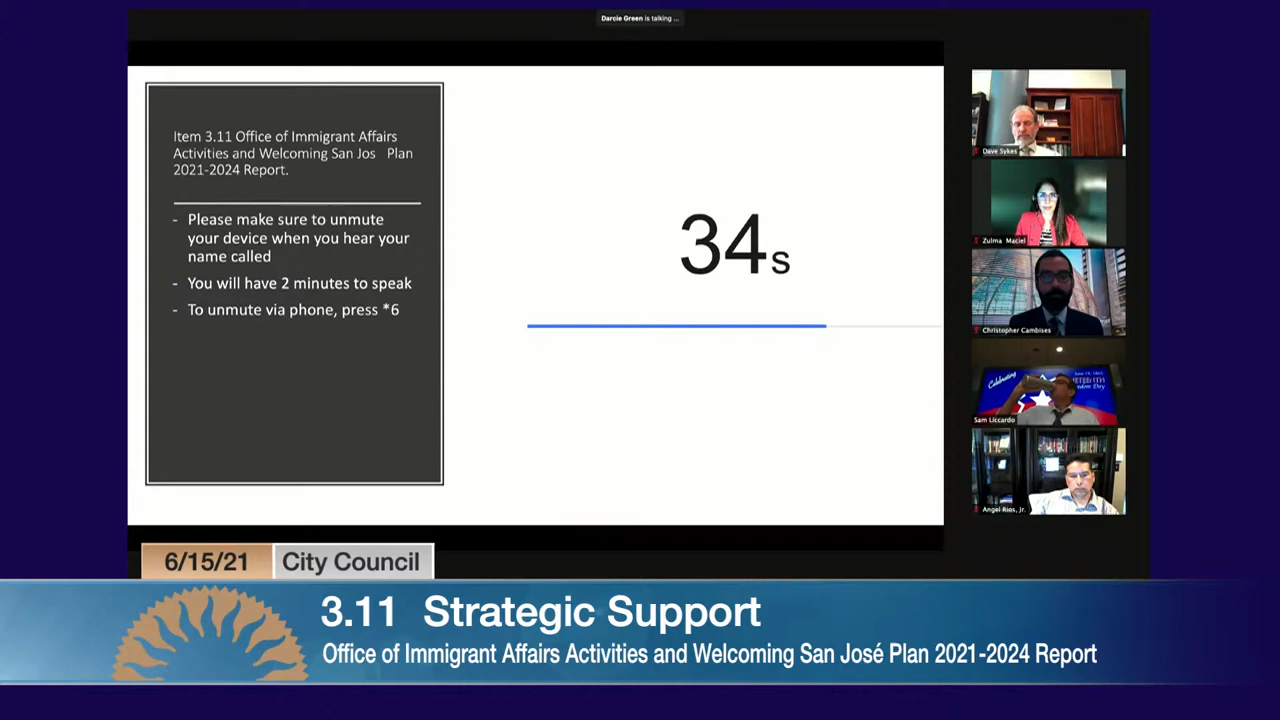 Darcie Green is talking ...
Item 3.11 Office of Immigrant Affairs
Activities and Welcoming San Jos   Plan
2021-2024 Report.
- Please make sure to unmute
your device when you hear your
name called
- You will have 2 minutes to speak
- To unmute via phone, press *6
34s
Dave Sykes
Zulma Maciel
Christopher Cambises
Celebrating
June 19, 1865
Sam Liccardo
Angel Rios, Jr.
6/15/21
City Council
3.11 Strategic Support
Office of Immigrant Affairs Activities and Welcoming San José Plan 2021-2024 Report